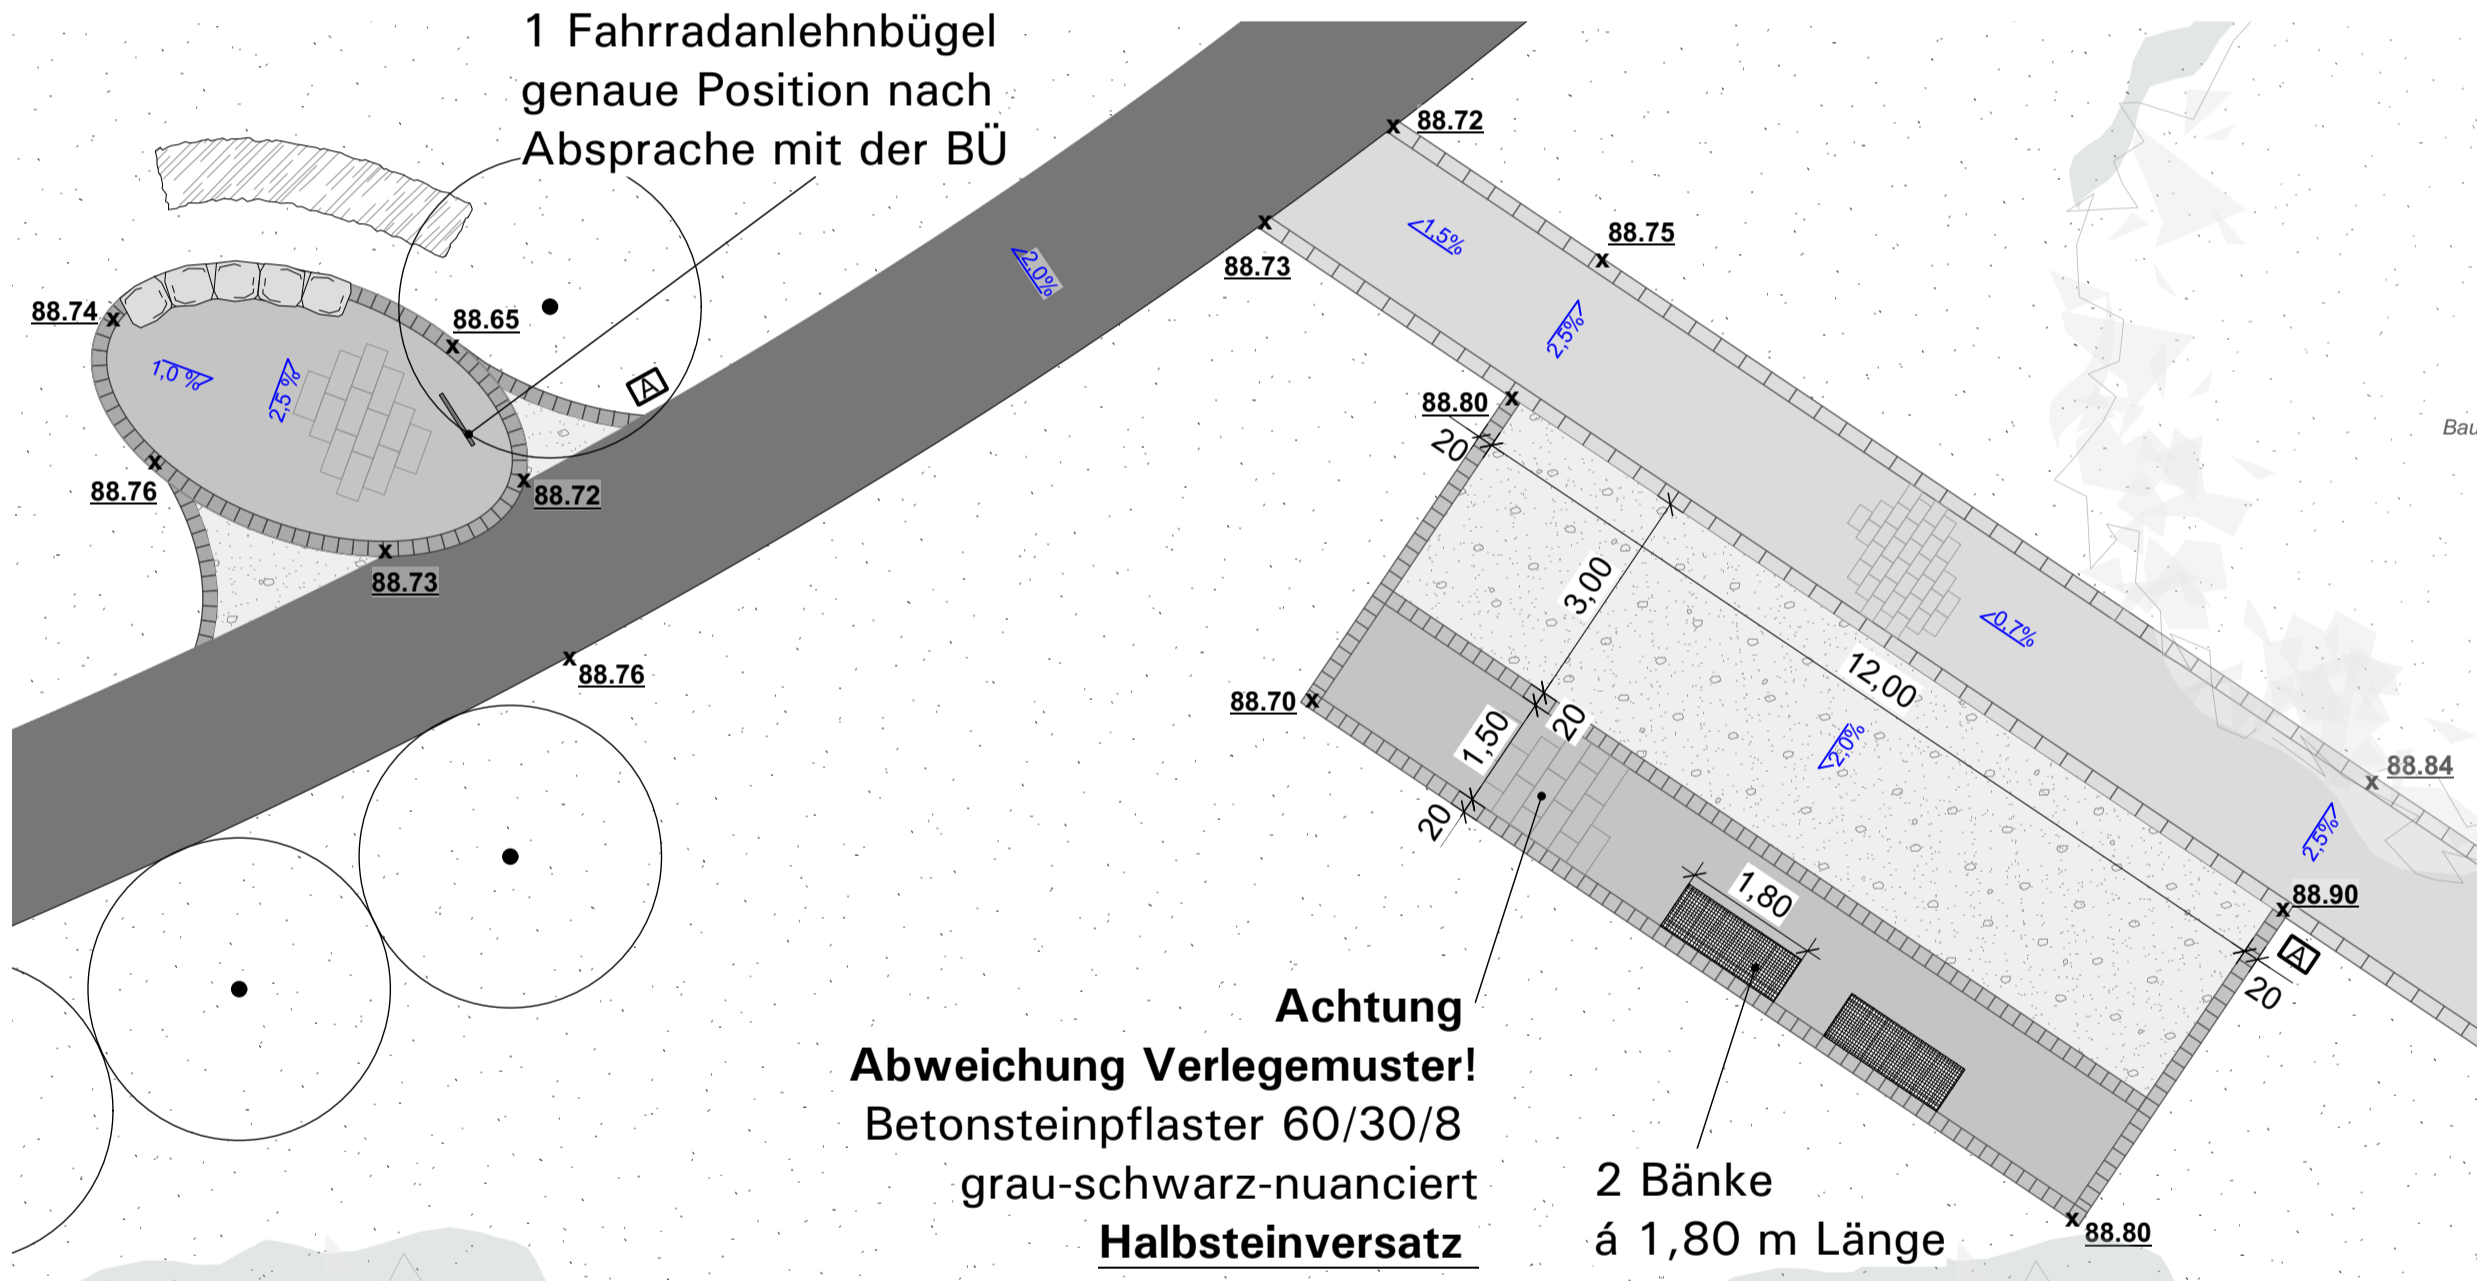 1 Fahrradanlehnbügel
genaue Position nach
Absprache mit der BÜ
88.72
88.75
88.73
1,5%
2,0%
2,5%
88.74
88.65
1,0 %
2,5 %
A
88.76
88.72
88.73
88.76
88.80
20
3,00
12,00
0,7%
Bau
88.70
1,50
20
20
2,0%
88.84
2,5%
1,80
88.90
A
20
Achtung
Abweichung Verlegemuster!
Betonsteinpflaster 60/30/8
grau-schwarz-nuanciert
Halbsteinversatz
2 Bänke
á 1,80 m Länge
88.80